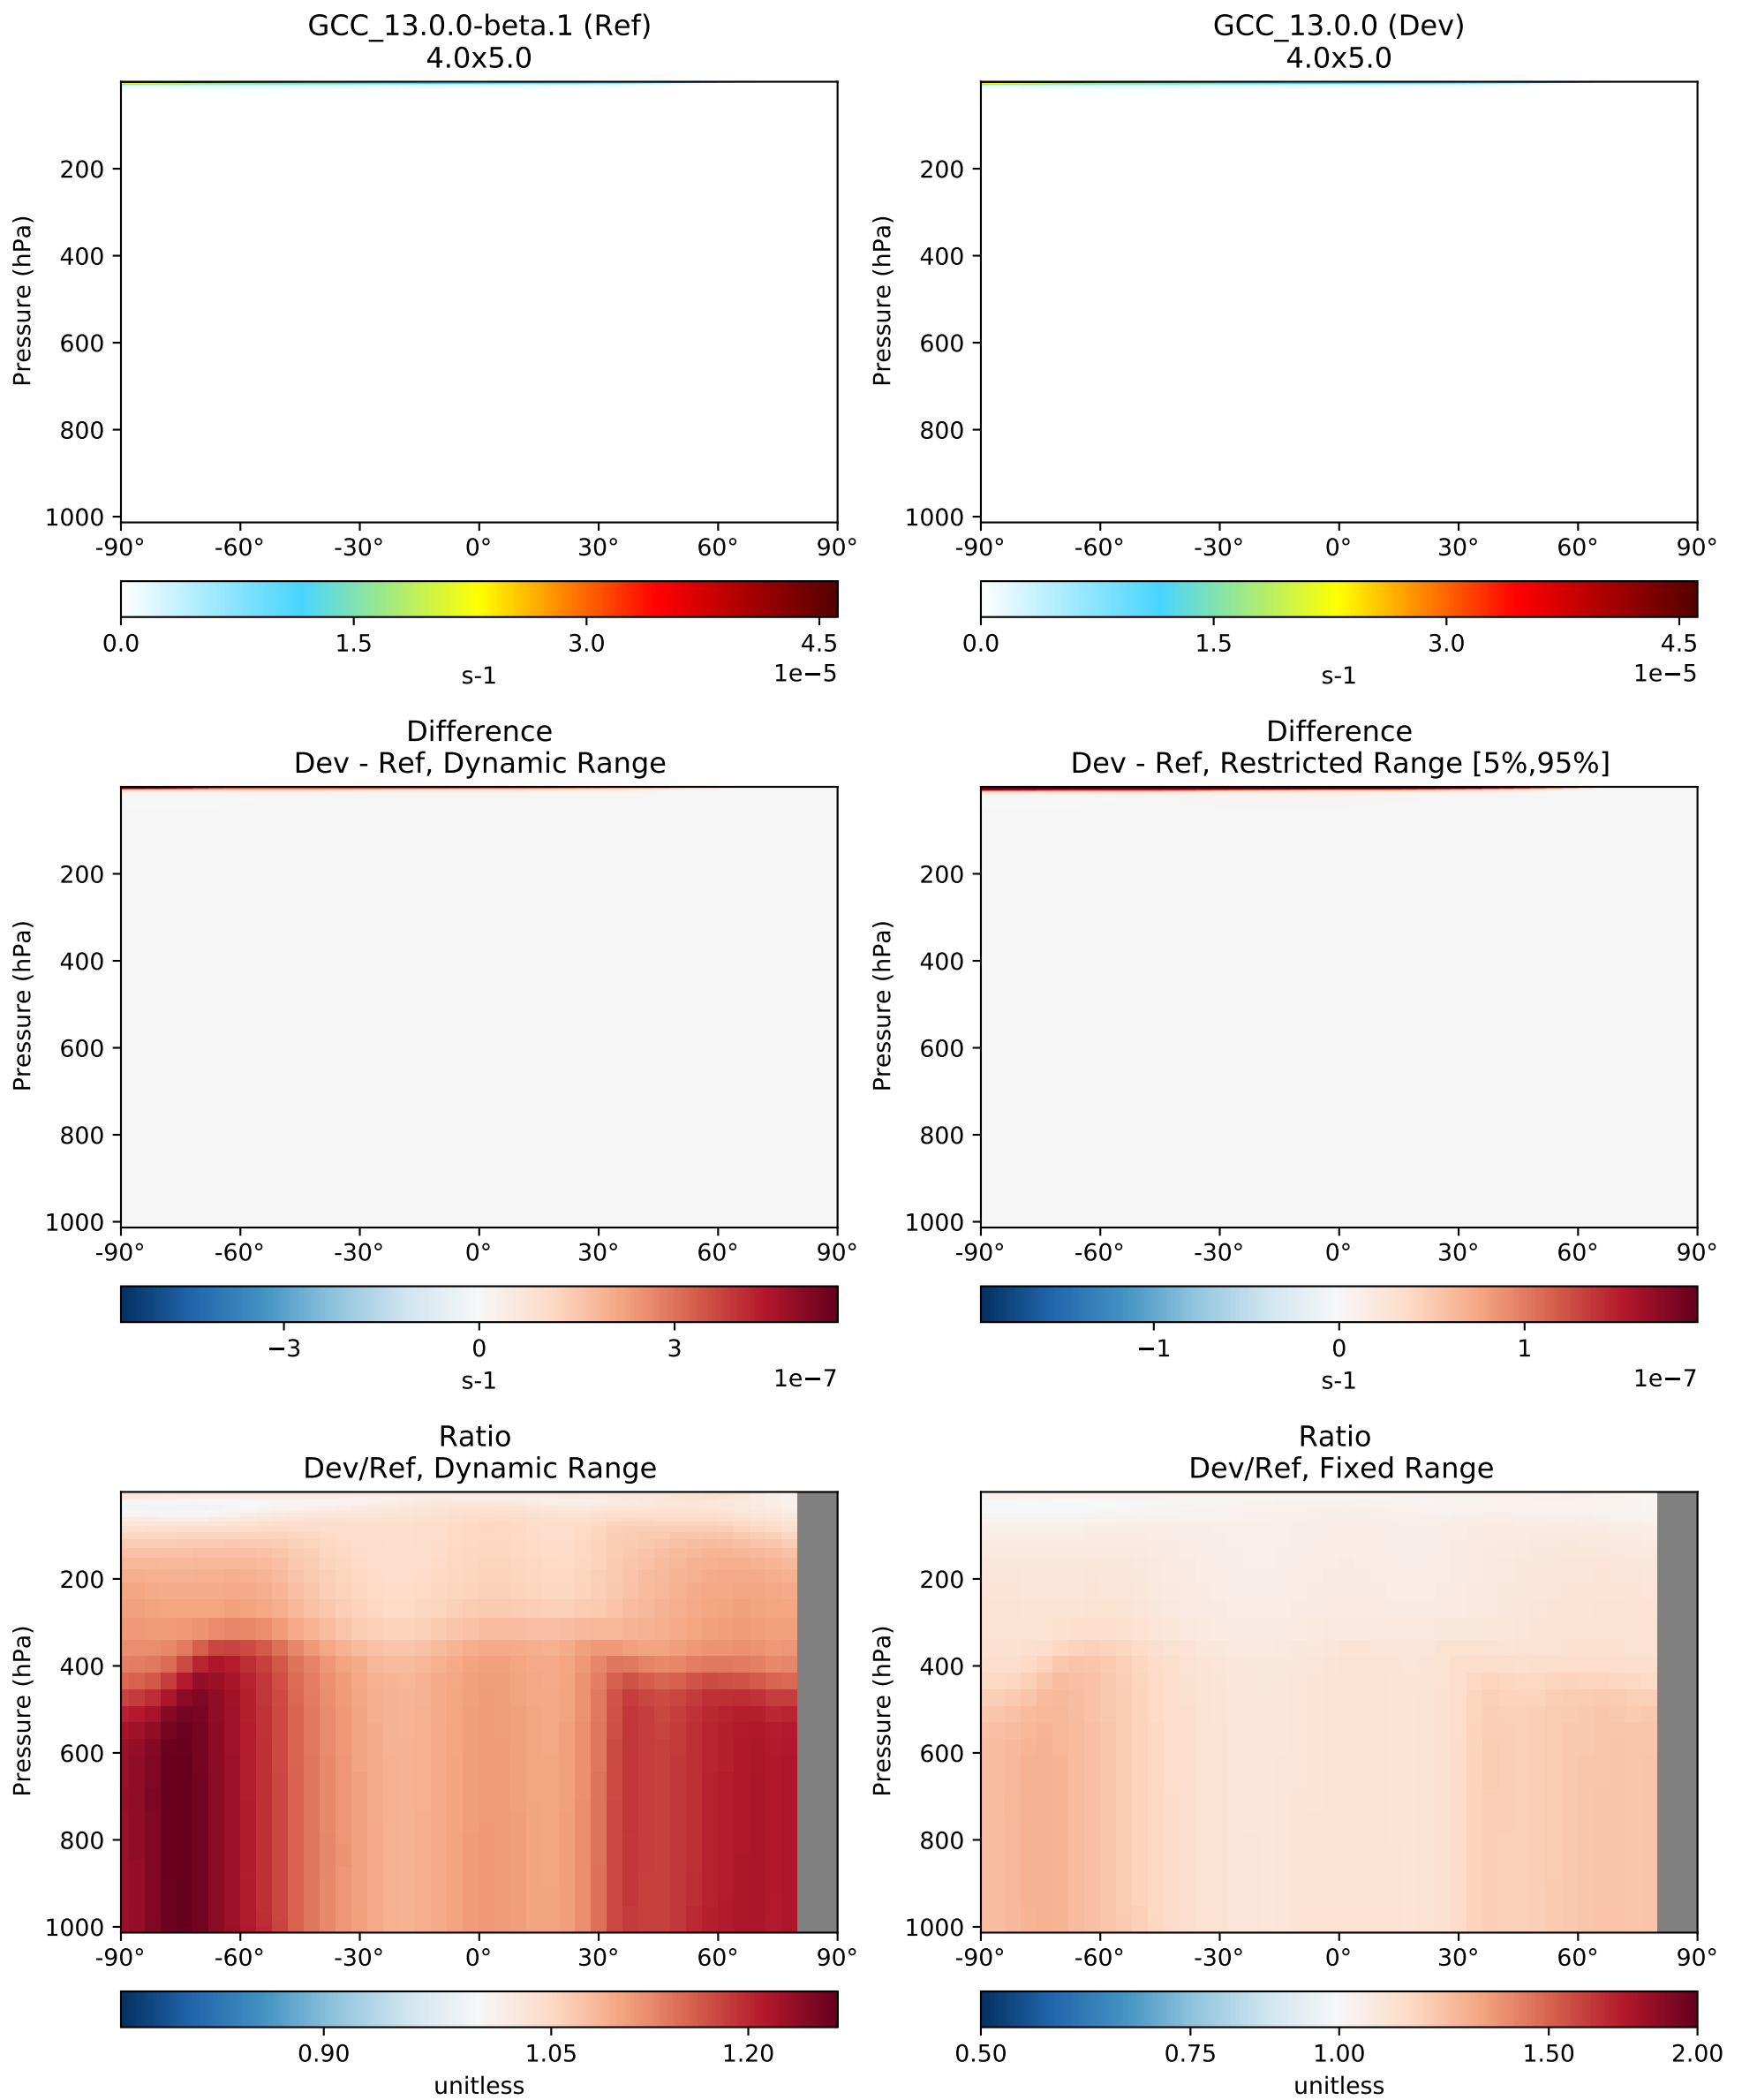 GCC_13.0.0-beta.1 (Ref)
4.0x5.0
Pressure (hPa)
200
400
600
800
1000
-90° -60° -30° 0° 30° 60° 90°
0.0 1.5 3.0 4.5
1e−5
s-1
GCC_13.0.0 (Dev)
4.0x5.0
Pressure (hPa)
200
400
600
800
1000
-90° -60° -30° 0° 30° 60° 90°
0.0 1.5 3.0 4.5
1e−5
s-1
Difference
Dev - Ref, Dynamic Range
Pressure (hPa)
200
400
600
800
1000
-90° -60° -30° 0° 30° 60° 90°
−3 0 3
1e−7
s-1
Difference
Dev - Ref, Restricted Range [5%,95%]
Pressure (hPa)
200
400
600
800
1000
-90° -60° -30° 0° 30° 60° 90°
−1 0 1
1e−7
s-1
Ratio
Dev/Ref, Dynamic Range
Pressure (hPa)
200
400
600
800
1000
-90° -60° -30° 0° 30° 60° 90°
0.90 1.05 1.20
unitless
Ratio
Dev/Ref, Fixed Range
Pressure (hPa)
200
400
600
800
1000
-90° -60° -30° 0° 30° 60° 90°
0.50 0.75 1.00 1.50 2.00
unitless